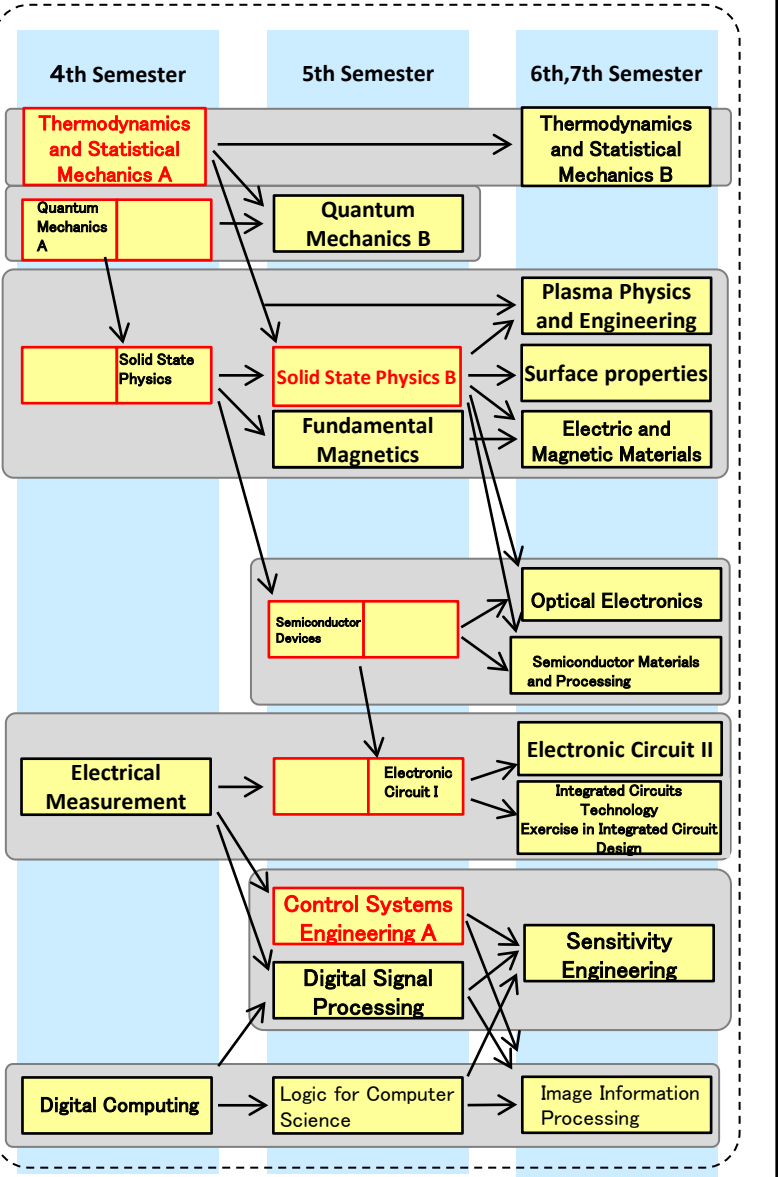 4th Semester
5th Semester
6th,7th Semester
Thermodynamics
and Statistical
Mechanics A
Thermodynamics
and Statistical
Mechanics B
Quantum
Mechanics
A
Quantum
Mechanics B
Plasma Physics
and Engineering
Solid State
Physics
Solid State Physics B
Surface properties
Fundamental
Magnetics
Electric and
Magnetic Materials
Optical Electronics
Semiconductor
Devices
Semiconductor Materials
and Processing
Electronic Circuit II
Electrical
Measurement
Electronic
Circuit I
Integrated Circuits
Technology
Exercise in Integrated Circuit
Design
Control Systems
Engineering A
Sensitivity
Engineering
Digital Signal
Processing
Digital Computing
Logic for Computer
Science
Image Information
Processing